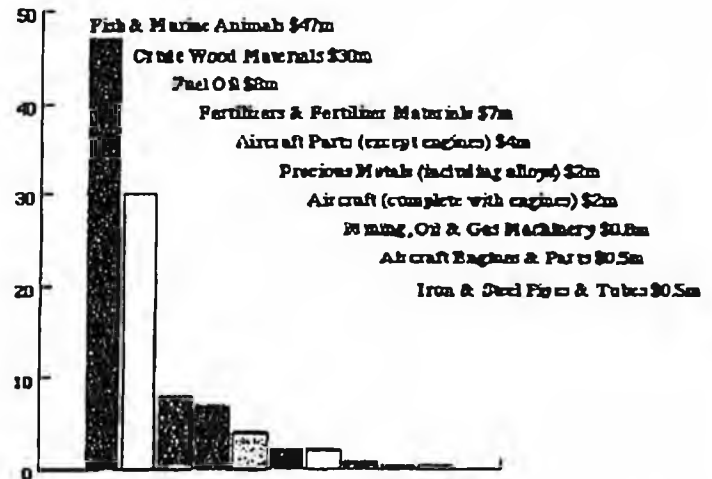 50
Fish & Marine Animals $47m
Crude Wood Materials $30m
Fuel Oil $8m
40
Fertilizers & Fertilizer Materials $7m
Aircraft Parts (except engines) $4m
Precious Metals (including alloys) $2m
30
Aircraft (complete with engines) $2m
Mining, Oil & Gas Machinery $0.8m
Aircraft Engines & Parts $0.5m
20
Iron & Steel Pipes & Tubes $0.5m
10
0